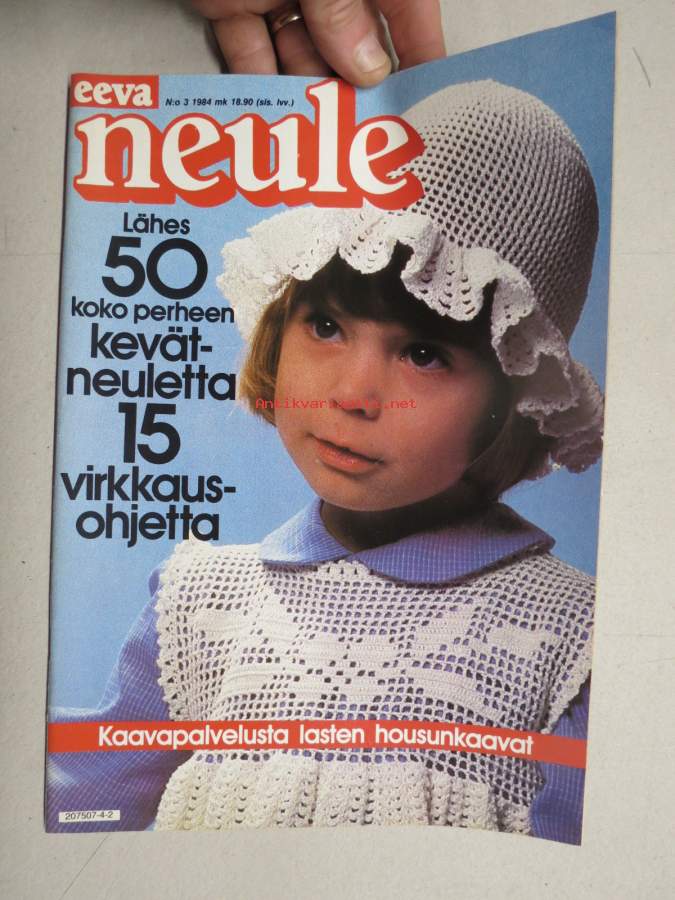 eeva
N:o 3 1984 mk 18.90 (sis. lvv.)
neule
Lähes
50
koko perheen
kevät-
neuletta
15
virkkaus-
ohjetta
Antikvariaatti.net
Kaavapalvelusta lasten housunkaavat
207507-4-2